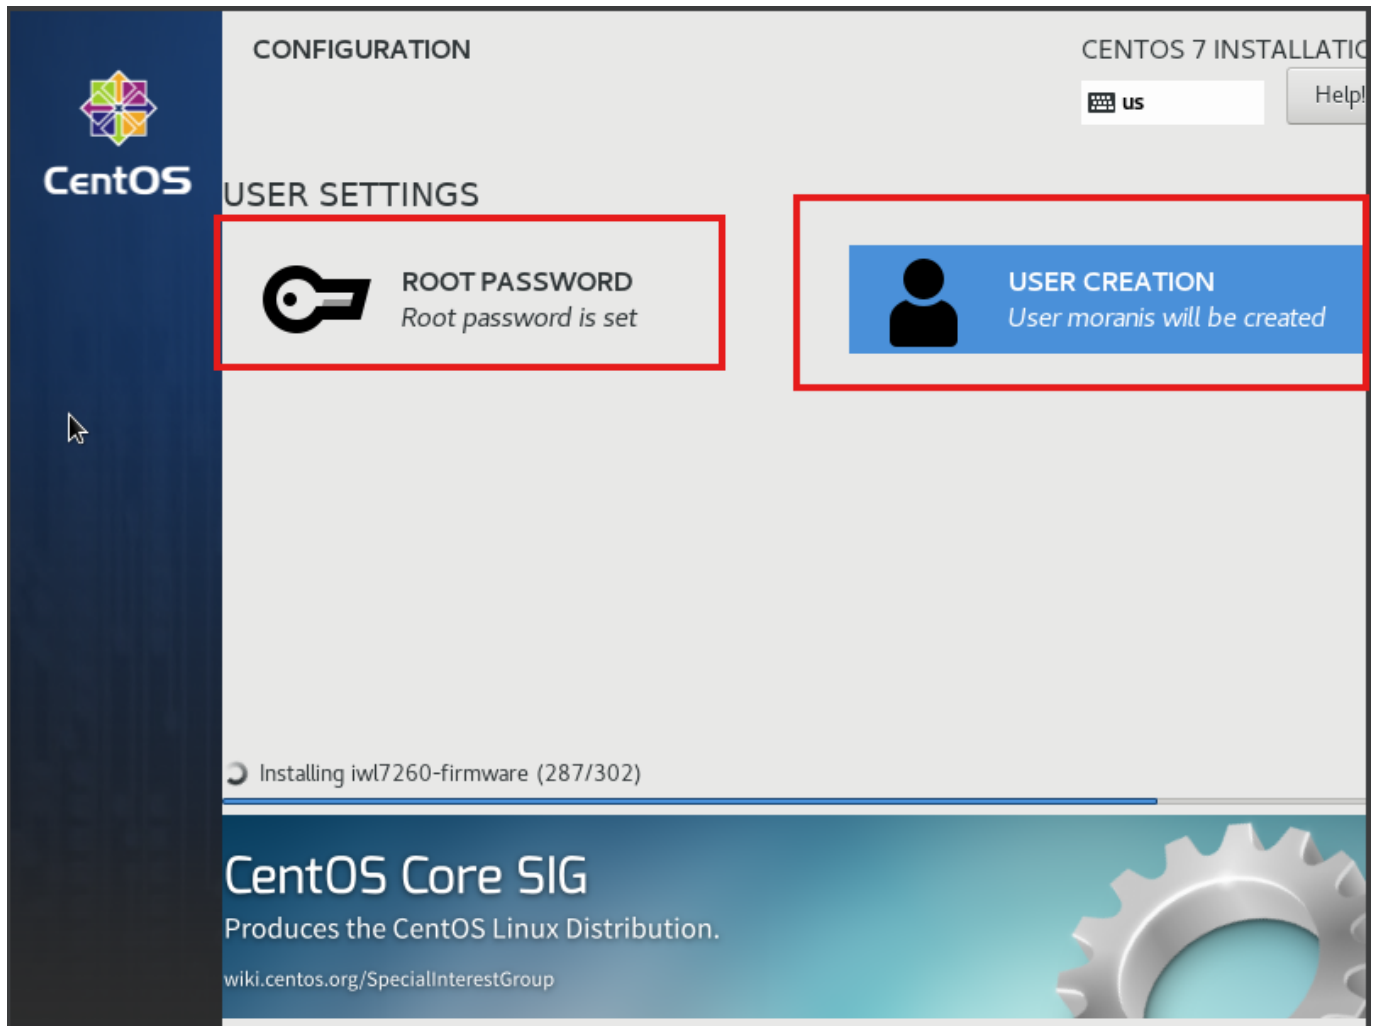 CONFIGURATION
CENTOS 7 INSTALLATIO
us
Help!
CentOS
USER SETTINGS
ROOT PASSWORD
Root password is set
USER CREATION
User moranis will be created
Installing iwl7260-firmware (287/302)
CentOS Core SIG
Produces the CentOS Linux Distribution.
wiki.centos.org/SpecialInterestGroup